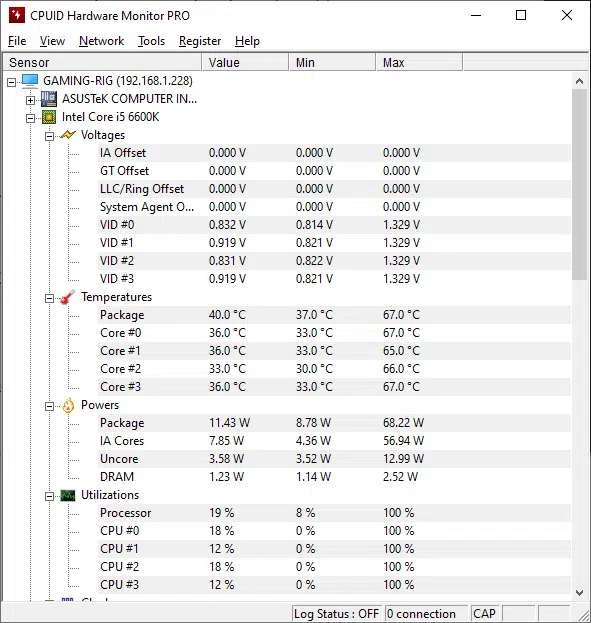 CPUID Hardware Monitor PRO
File View Network Tools Register Help
Sensor Value Min Max
GAMING-RIG (192.168.1.228)
ASUSTeK COMPUTER IN...
Intel Core i5 6600K
Voltages
IA Offset 0.000 V 0.000 V 0.000 V
GT Offset 0.000 V 0.000 V 0.000 V
LLC/Ring Offset 0.000 V 0.000 V 0.000 V
System Agent O... 0.000 V 0.000 V 0.000 V
VID #0 0.832 V 0.814 V 1.329 V
VID #1 0.919 V 0.821 V 1.329 V
VID #2 0.831 V 0.822 V 1.329 V
VID #3 0.919 V 0.821 V 1.329 V
Temperatures
Package 40.0 °C 37.0 °C 67.0 °C
Core #0 36.0 °C 33.0 °C 67.0 °C
Core #1 36.0 °C 33.0 °C 65.0 °C
Core #2 33.0 °C 30.0 °C 66.0 °C
Core #3 36.0 °C 33.0 °C 67.0 °C
Powers
Package 11.43 W 8.78 W 68.22 W
IA Cores 7.85 W 4.36 W 56.94 W
Uncore 3.58 W 3.52 W 12.99 W
DRAM 1.23 W 1.14 W 2.52 W
Utilizations
Processor 19 % 8 % 100 %
CPU #0 18 % 0 % 100 %
CPU #1 12 % 0 % 100 %
CPU #2 18 % 0 % 100 %
CPU #3 12 % 0 % 100 %
Log Status : OFF 0 connection CAP